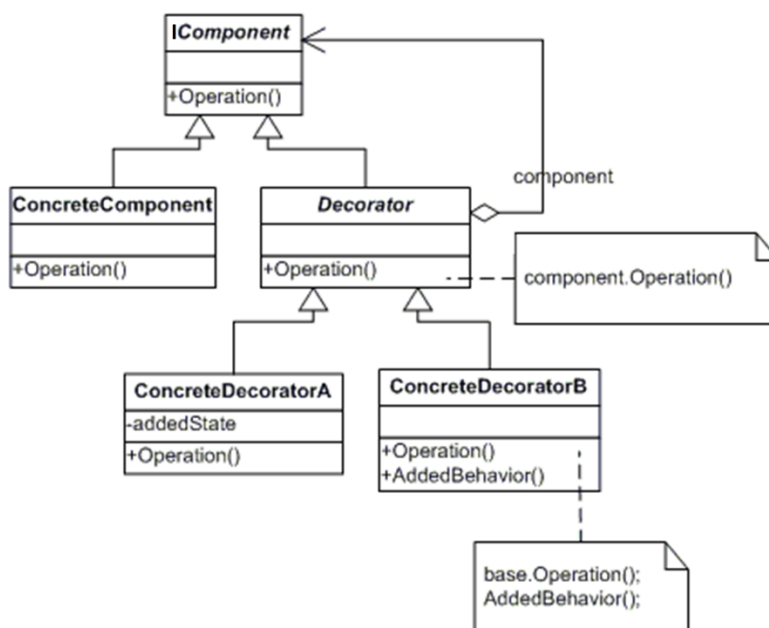 IComponent
+Operation()
component
ConcreteComponent
+Operation()
Decorator
+Operation()
component.Operation()
ConcreteDecoratorA
-addedState
+Operation()
ConcreteDecoratorB
+Operation()
+AddedBehavior()
base.Operation();
AddedBehavior();